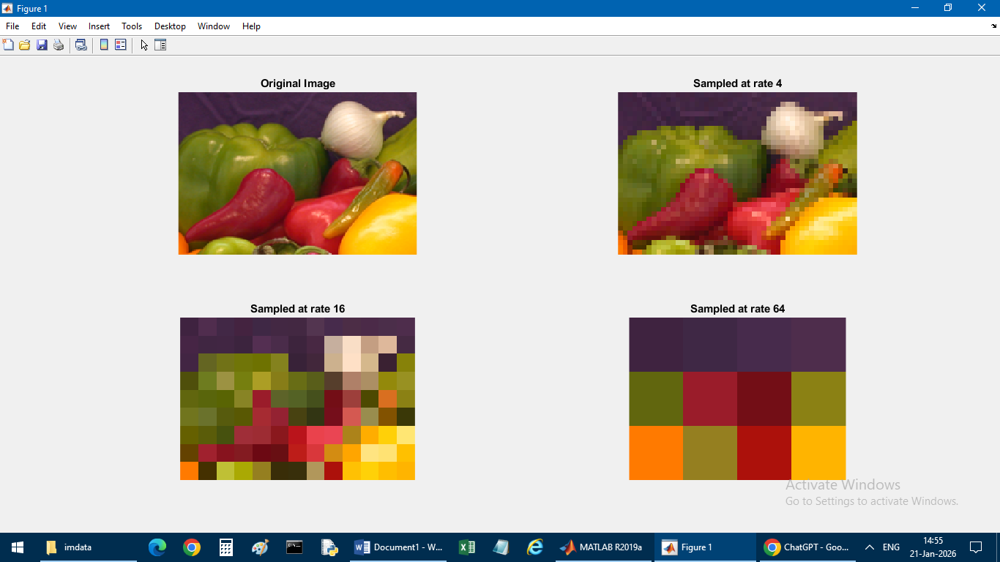 Figure 1
File Edit View Insert Tools Desktop Window Help
Original Image
Sampled at rate 4
Sampled at rate 16
Sampled at rate 64
Activate Windows
Go to Settings to activate Windows.
imdata
Document1 - W...
MATLAB R2019a
Figure 1
ChatGPT - Goo...
ENG
14:55
21-Jan-2026